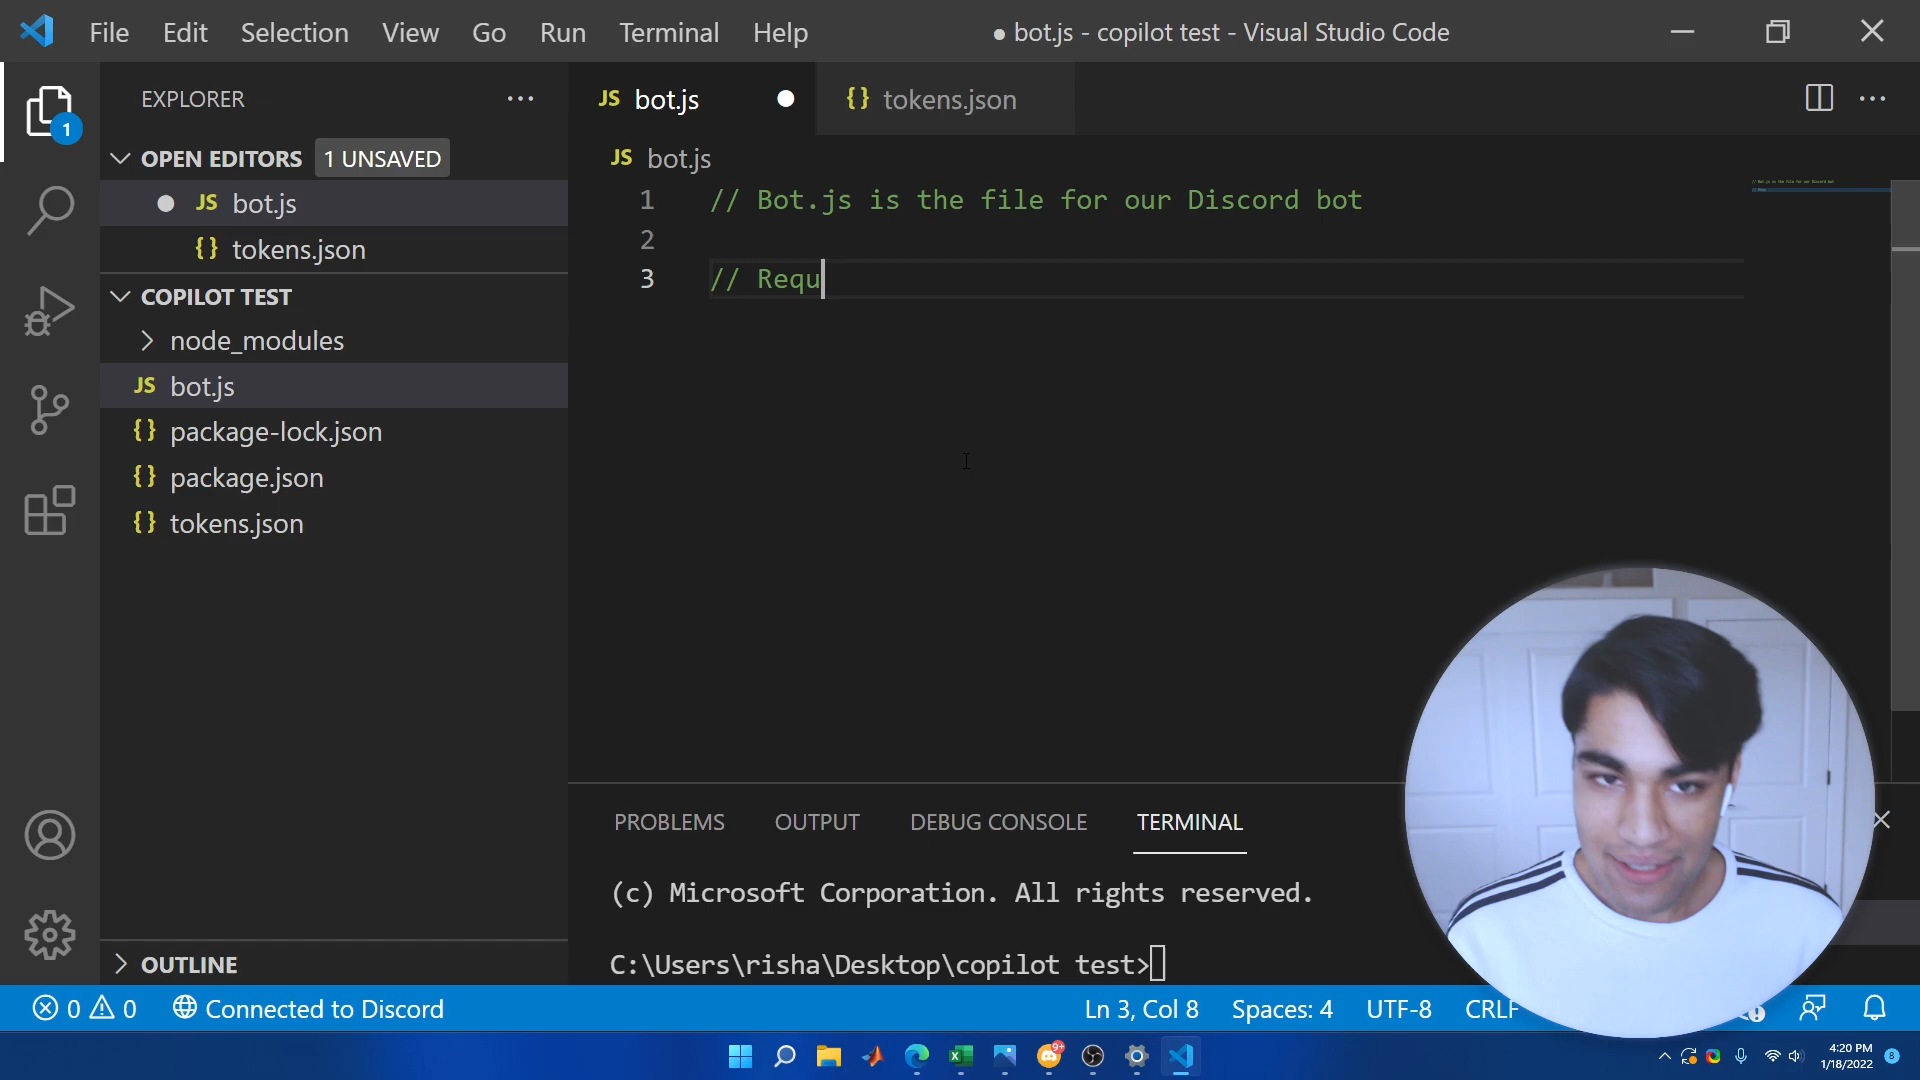 File Edit Selection View Go Run Terminal Help
● bot.js - copilot test - Visual Studio Code
EXPLORER
1
OPEN EDITORS 1 UNSAVED
JS bot.js
{} tokens.json
COPILOT TEST
node_modules
JS bot.js
{} package-lock.json
{} package.json
{} tokens.json
OUTLINE
JS bot.js
{} tokens.json
JS bot.js
1 // Bot.js is the file for our Discord bot
2
3 // Requ
PROBLEMS OUTPUT DEBUG CONSOLE TERMINAL
(c) Microsoft Corporation. All rights reserved.
C:\Users\risha\Desktop\copilot test>
0 0 Connected to Discord
Ln 3, Col 8 Spaces: 4 UTF-8 CRLF
9+
4:20 PM
1/18/2022
8